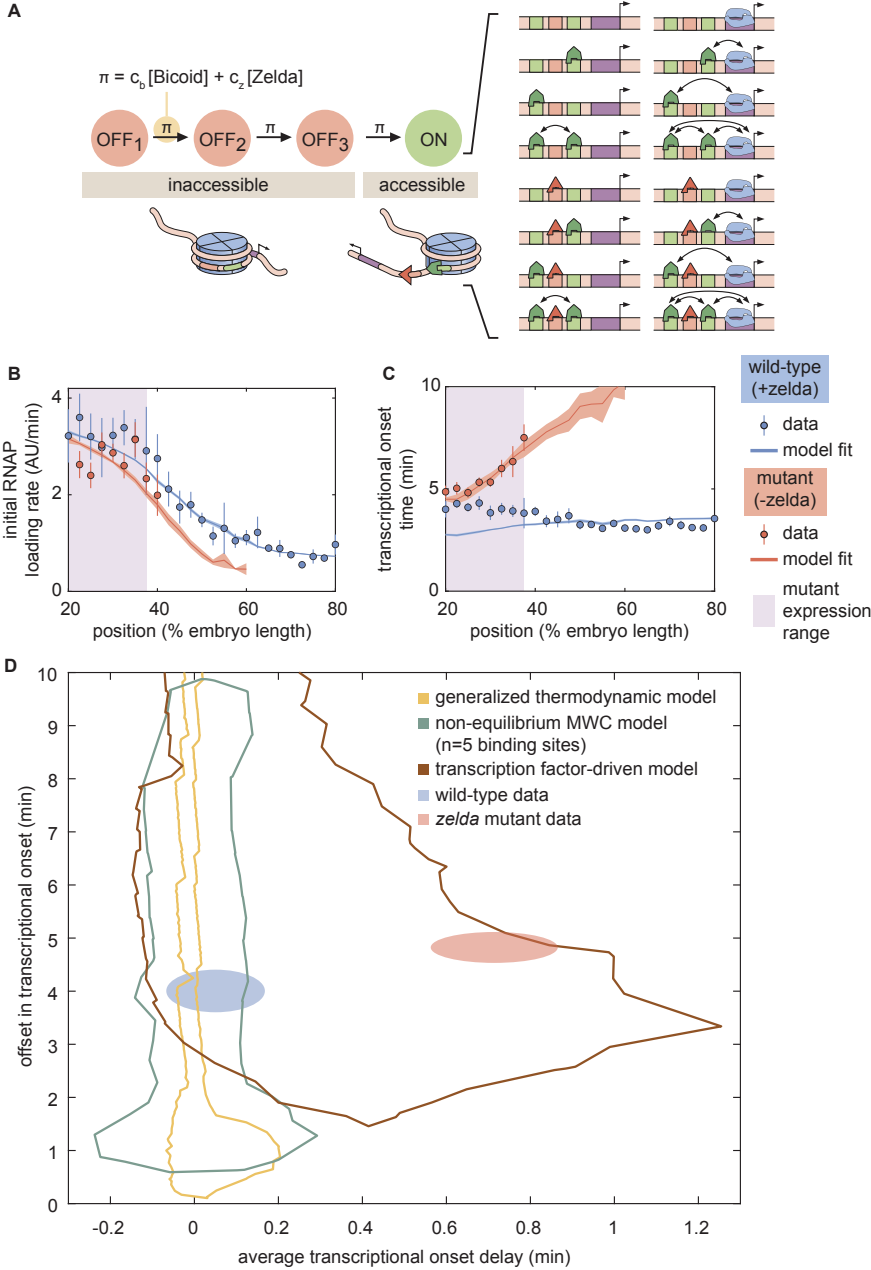 A
π = cb [Bicoid] + cz [Zelda]
OFF1 π OFF2 π OFF3 π ON
inaccessible accessible
B
initial RNAP
loading rate (AU/min)
4
2
0
20 40 60 80
position (% embryo length)
C
transcriptional onset
time (min)
10
5
0
20 40 60 80
position (% embryo length)
wild-type
(+zelda)
data
model fit
mutant
(-zelda)
data
model fit
mutant
expression
range
D
offset in transcriptional onset (min)
10
9
8
7
6
5
4
3
2
1
0
-0.2 0 0.2 0.4 0.6 0.8 1 1.2
average transcriptional onset delay (min)
generalized thermodynamic model
non-equilibrium MWC model
(n=5 binding sites)
transcription factor-driven model
wild-type data
zelda mutant data